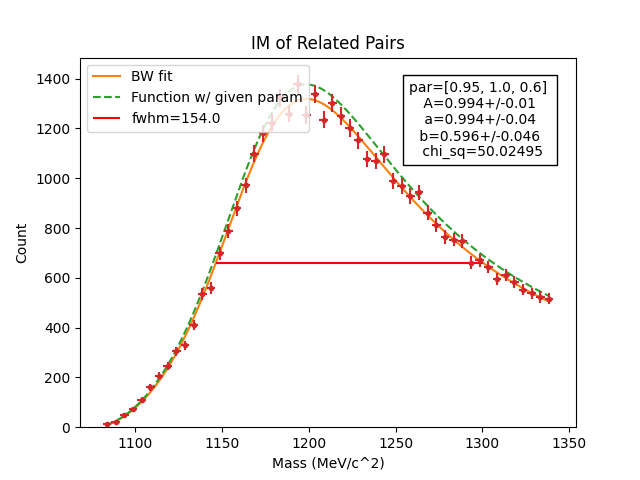 IM of Related Pairs
BW fit
Function w/ given param
fwhm=154.0
par=[0.95, 1.0, 0.6]
A=0.994+/-0.01
a=0.994+/-0.04
b=0.596+/-0.046
chi_sq=50.02495
Count
1400
1200
1000
800
600
400
200
0
1100 1150 1200 1250 1300 1350
Mass (MeV/c^2)